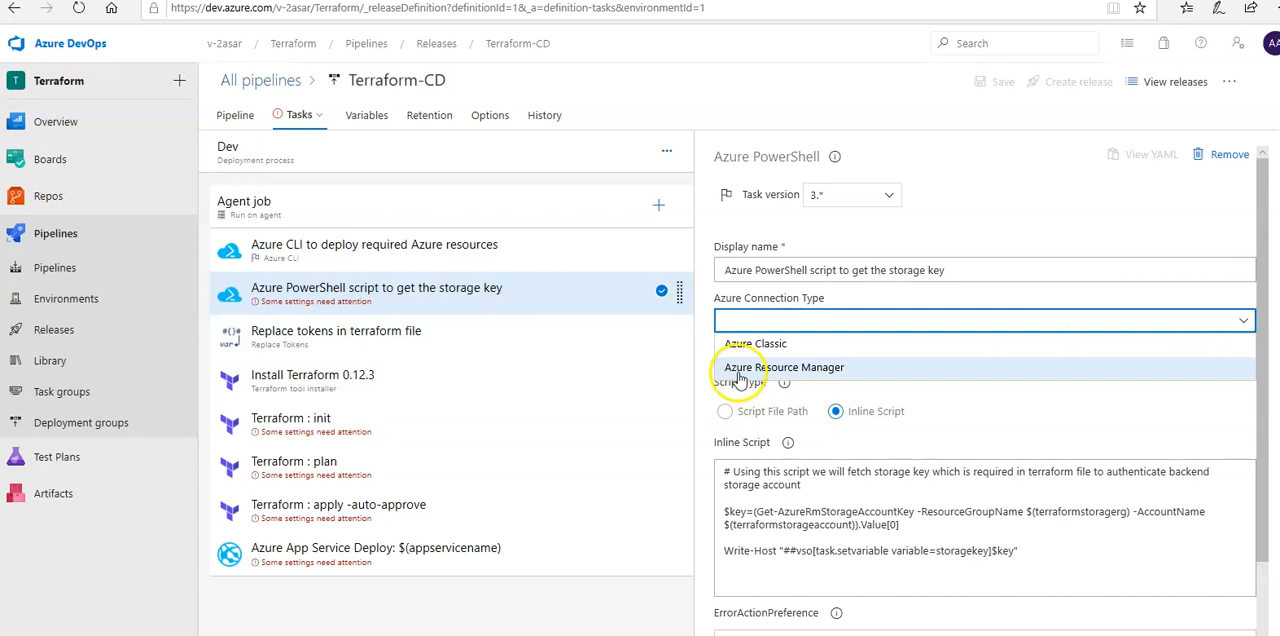 https://dev.azure.com/v-2asar/Terraform/_releaseDefinition?definitionId=1&_a=definition-tasks&environmentId=1
Azure DevOps
v-2asar / Terraform / Pipelines / Releases / Terraform-CD
Search
AA
T Terraform
All pipelines > Terraform-CD
Save
Create release
View releases
Overview
Boards
Repos
Pipelines
Pipelines
Environments
Releases
Library
Task groups
Deployment groups
Test Plans
Artifacts
Pipeline
Tasks
Variables
Retention
Options
History
Dev
Deployment process
Agent job
Run on agent
Azure CLI to deploy required Azure resources
Azure CLI
Azure PowerShell script to get the storage key
Some settings need attention
Replace tokens in terraform file
Replace Tokens
Install Terraform 0.12.3
Terraform tool installer
Terraform : init
Some settings need attention
Terraform : plan
Some settings need attention
Terraform : apply -auto-approve
Some settings need attention
Azure App Service Deploy: $(appservicename)
Some settings need attention
Azure PowerShell
View YAML
Remove
Task version 3.*
Display name *
Azure PowerShell script to get the storage key
Azure Connection Type
Azure Classic
Azure Resource Manager
Script Type
Script File Path
Inline Script
Inline Script
# Using this script we will fetch storage key which is required in terraform file to authenticate backend
storage account
$key=(Get-AzureRmStorageAccountKey -ResourceGroupName $(terraformstoragerg) -AccountName
$(terraformstorageaccount)).Value[0]
Write-Host "##vso[task.setvariable variable=storagekey]$key"
ErrorActionPreference